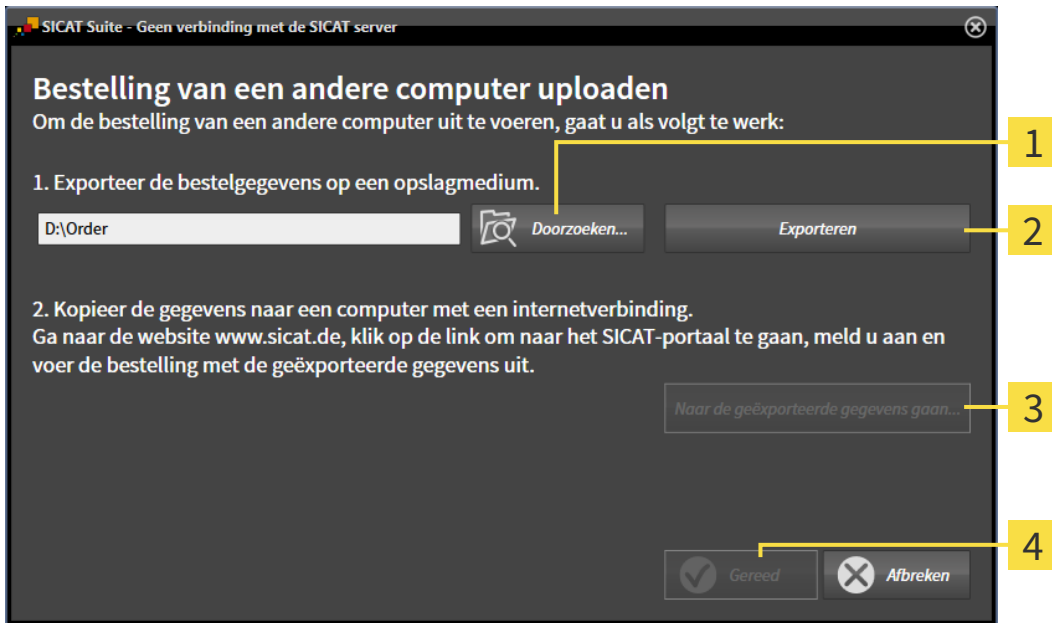 SICAT Suite - Geen verbinding met de SICAT server
Bestelling van een andere computer uploaden
Om de bestelling van een andere computer uit te voeren, gaat u als volgt te werk:
1
1. Exporteer de bestelgegevens op een opslagmedium.
D:\Order
Doorzoeken...
Exporteren
2
2. Kopieer de gegevens naar een computer met een internetverbinding.
Ga naar de website www.sicat.de, klik op de link om naar het SICAT-portaal te gaan, meld u aan en
voer de bestelling met de geëxporteerde gegevens uit.
Naar de geëxporteerde gegevens gaan...
3
4
Gereed
Afbreken